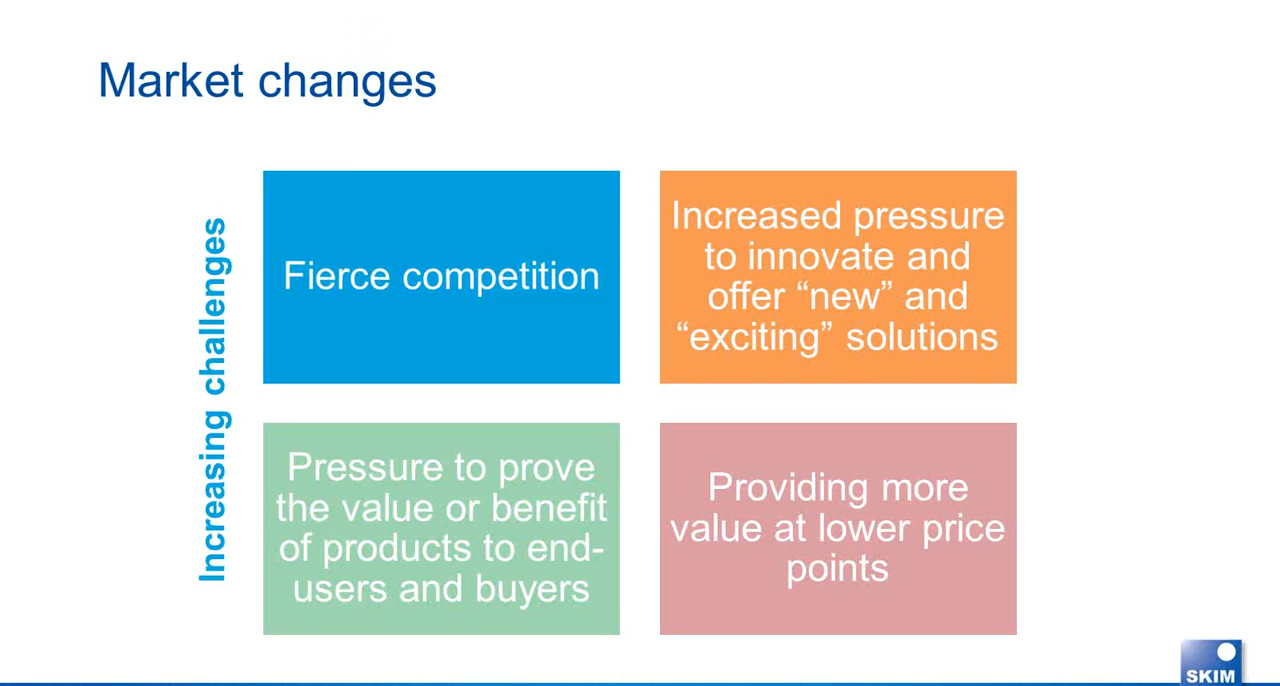 Market changes
Increasing challenges
Fierce competition
Increased pressure
to innovate and
offer “new” and
“exciting” solutions
Pressure to prove
the value or benefit
of products to end-
users and buyers
Providing more
value at lower price
points
SKIM